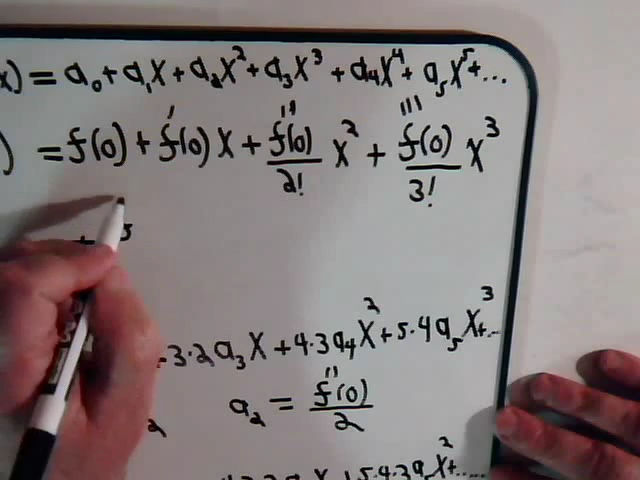 x) = a₀ + a₁x + a₂x² + a₃x³ + a₄x⁴ + a₅x⁵ + ...
) = f(0) + f'(0)x + f''(0)/2! x² + f'''(0)/3! x³
+
3·2a₃x + 4·3a₄x² + 5·4a₅x³ + ...
a₂ = f''(0)/2
2
5·4·3a₅x² + ...